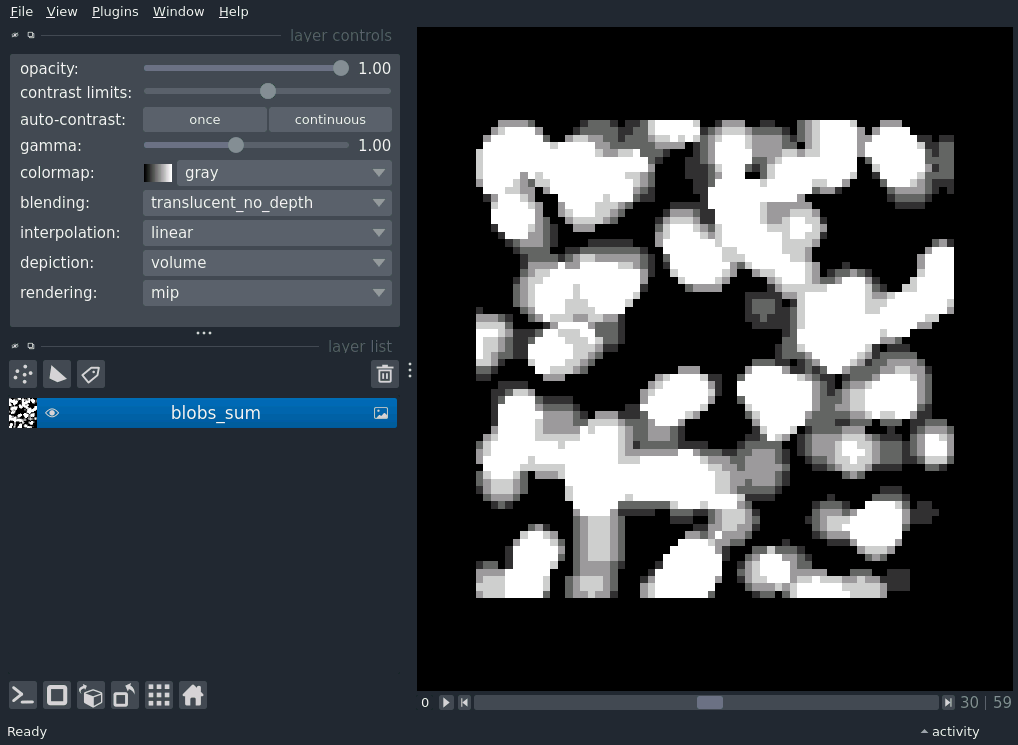 File View Plugins Window Help
layer controls
opacity: 1.00
contrast limits:
auto-contrast: once continuous
gamma: 1.00
colormap: gray
blending: translucent_no_depth
interpolation: linear
depiction: volume
rendering: mip
layer list
blobs_sum
0 30 | 59
Ready activity